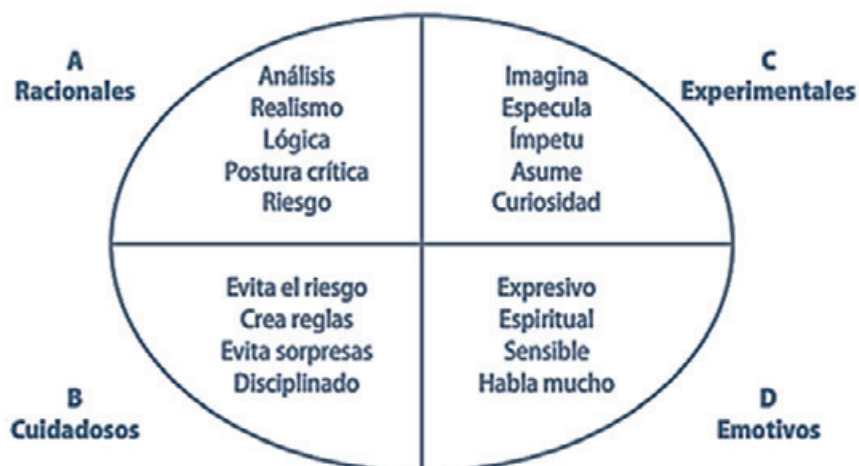 A
Racionales
Análisis
Realismo
Lógica
Postura crítica
Riesgo
Imagina
Especula
Ímpetu
Asume
Curiosidad
C
Experimentales
B
Cuidadosos
Evita el riesgo
Crea reglas
Evita sorpresas
Disciplinado
Expresivo
Espiritual
Sensible
Habla mucho
D
Emotivos